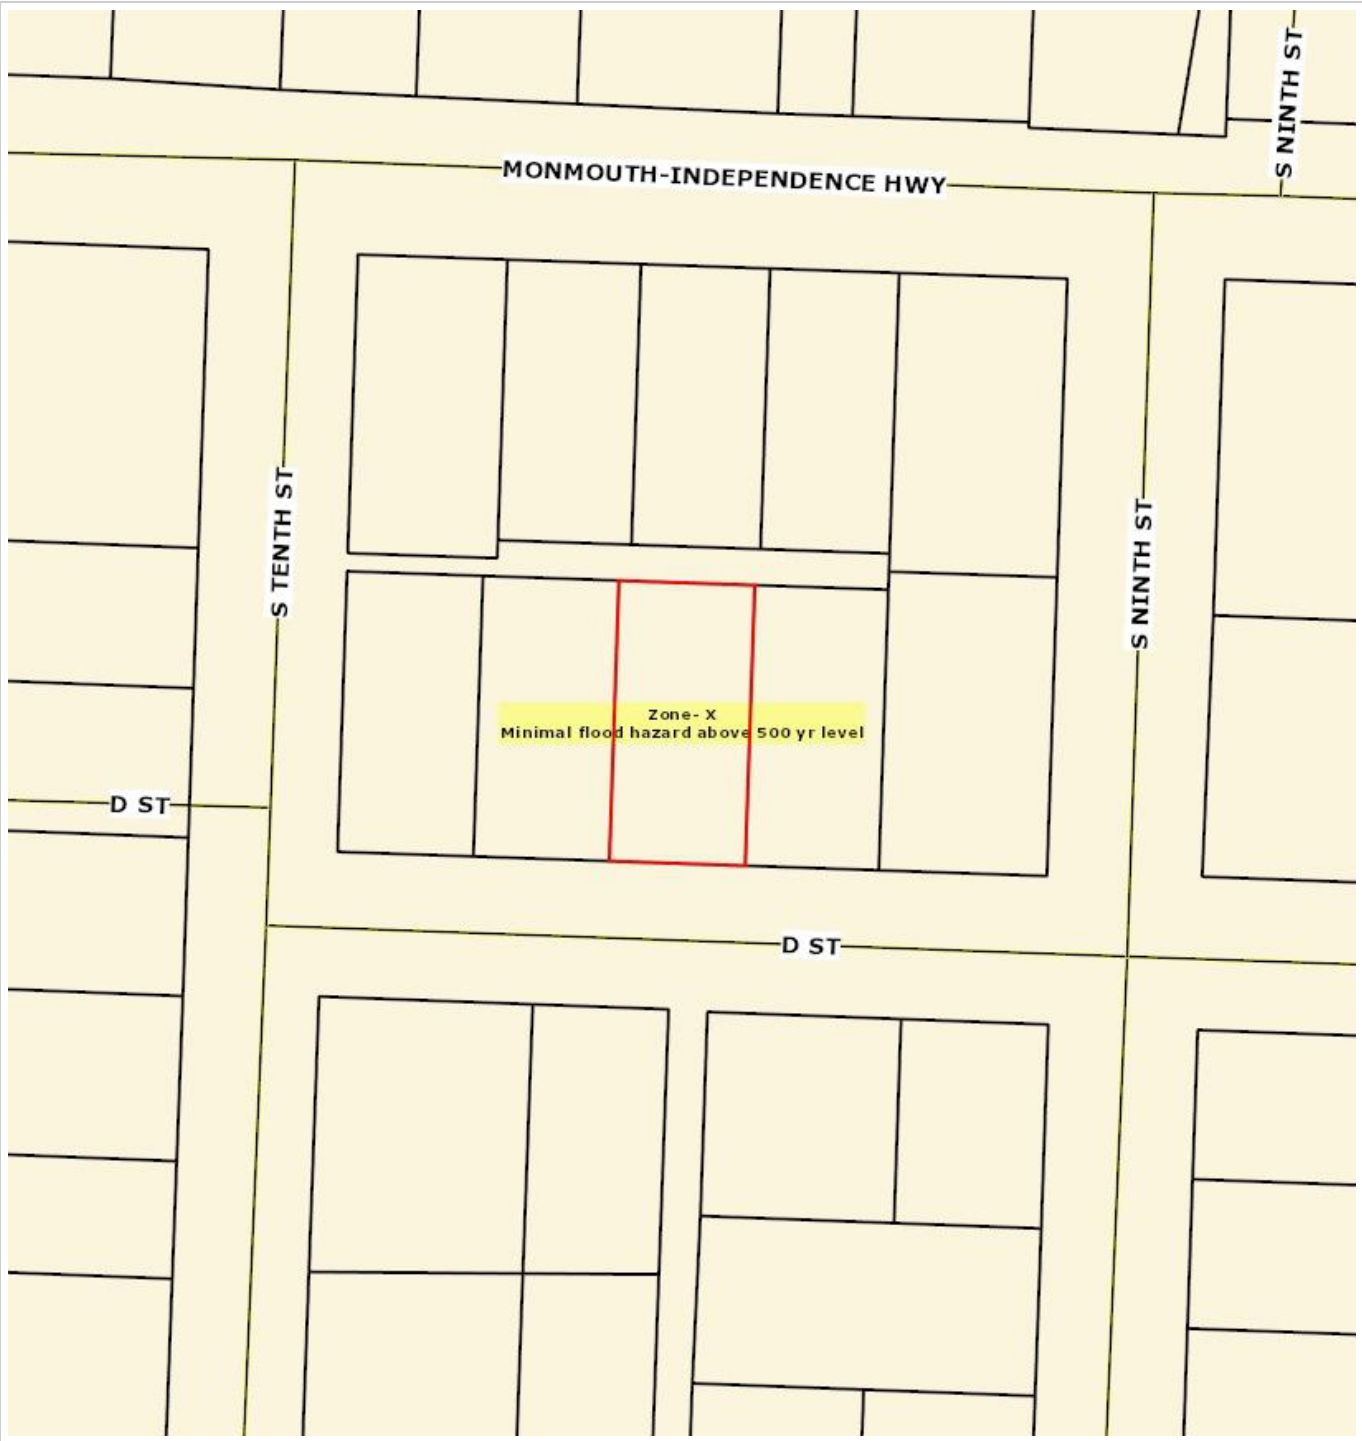 S NINTH ST
MONMOUTH-INDEPENDENCE HWY
S TENTH ST
S NINTH ST
Zone- X
Minimal flood hazard above 500 yr level
D ST
D ST